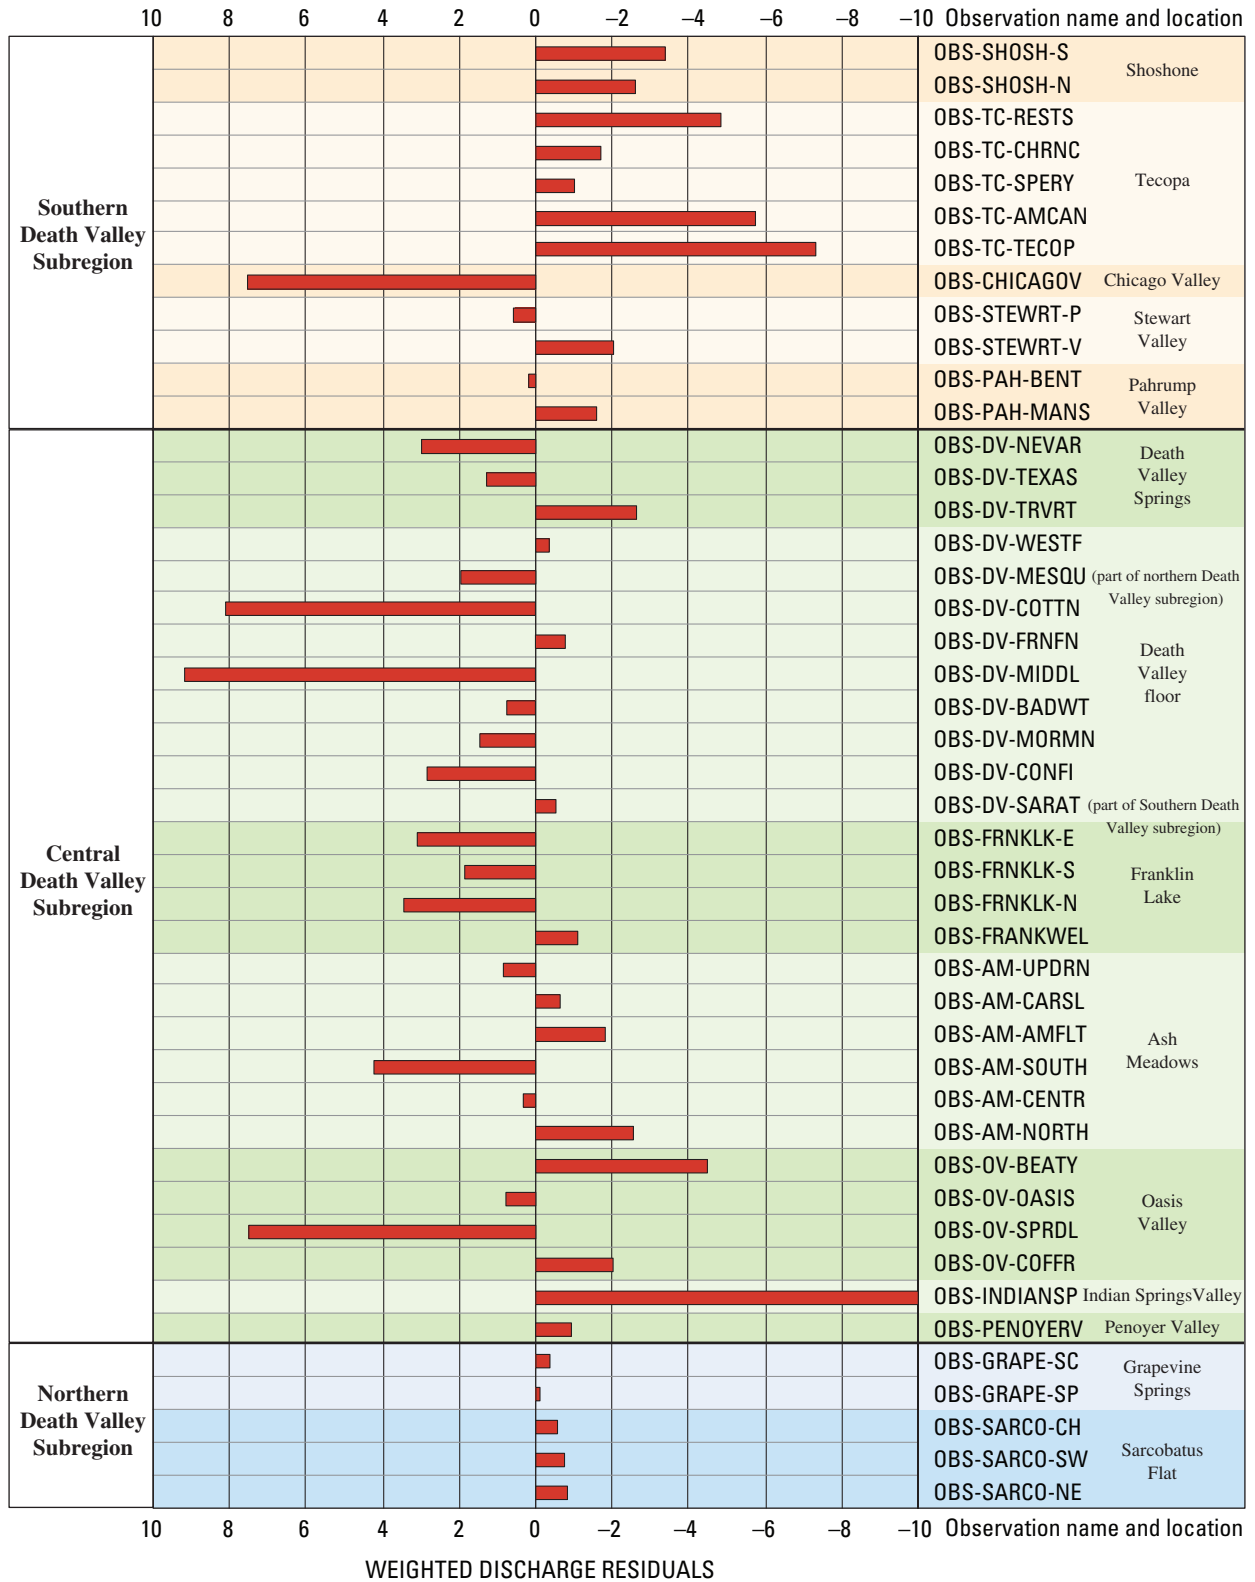 10 8 6 4 2 0 –2 –4 –6 –8 –10 Observation name and location
Southern
Death Valley
Subregion
OBS-SHOSH-S
OBS-SHOSH-N
Shoshone
OBS-TC-RESTS
OBS-TC-CHRNC
OBS-TC-SPERY
OBS-TC-AMCAN
OBS-TC-TECOP
Tecopa
OBS-CHICAGOV Chicago Valley
OBS-STEWRT-P
OBS-STEWRT-V
Stewart
Valley
OBS-PAH-BENT
OBS-PAH-MANS
Pahrump
Valley
Central
Death Valley
Subregion
OBS-DV-NEVAR
OBS-DV-TEXAS
OBS-DV-TRVRT
Death
Valley
Springs
OBS-DV-WESTF
OBS-DV-MESQU (part of northern Death
Valley subregion)
OBS-DV-COTTN
OBS-DV-FRNFN
OBS-DV-MIDDL
OBS-DV-BADWT
Death
Valley
floor
OBS-DV-MORMN
OBS-DV-CONFI
OBS-DV-SARAT (part of Southern Death
Valley subregion)
OBS-FRNKLK-E
OBS-FRNKLK-S
OBS-FRNKLK-N
OBS-FRANKWEL
Franklin
Lake
OBS-AM-UPDRN
OBS-AM-CARSL
OBS-AM-AMFLT
OBS-AM-SOUTH
OBS-AM-CENTR
OBS-AM-NORTH
Ash
Meadows
OBS-OV-BEATY
OBS-OV-OASIS
OBS-OV-SPRDL
OBS-OV-COFFR
Oasis
Valley
OBS-INDIANSP Indian SpringsValley
OBS-PENOYERV Penoyer Valley
Northern
Death Valley
Subregion
OBS-GRAPE-SC
OBS-GRAPE-SP
Grapevine
Springs
OBS-SARCO-CH
OBS-SARCO-SW
OBS-SARCO-NE
Sarcobatus
Flat
10 8 6 4 2 0 –2 –4 –6 –8 –10 Observation name and location
WEIGHTED DISCHARGE RESIDUALS